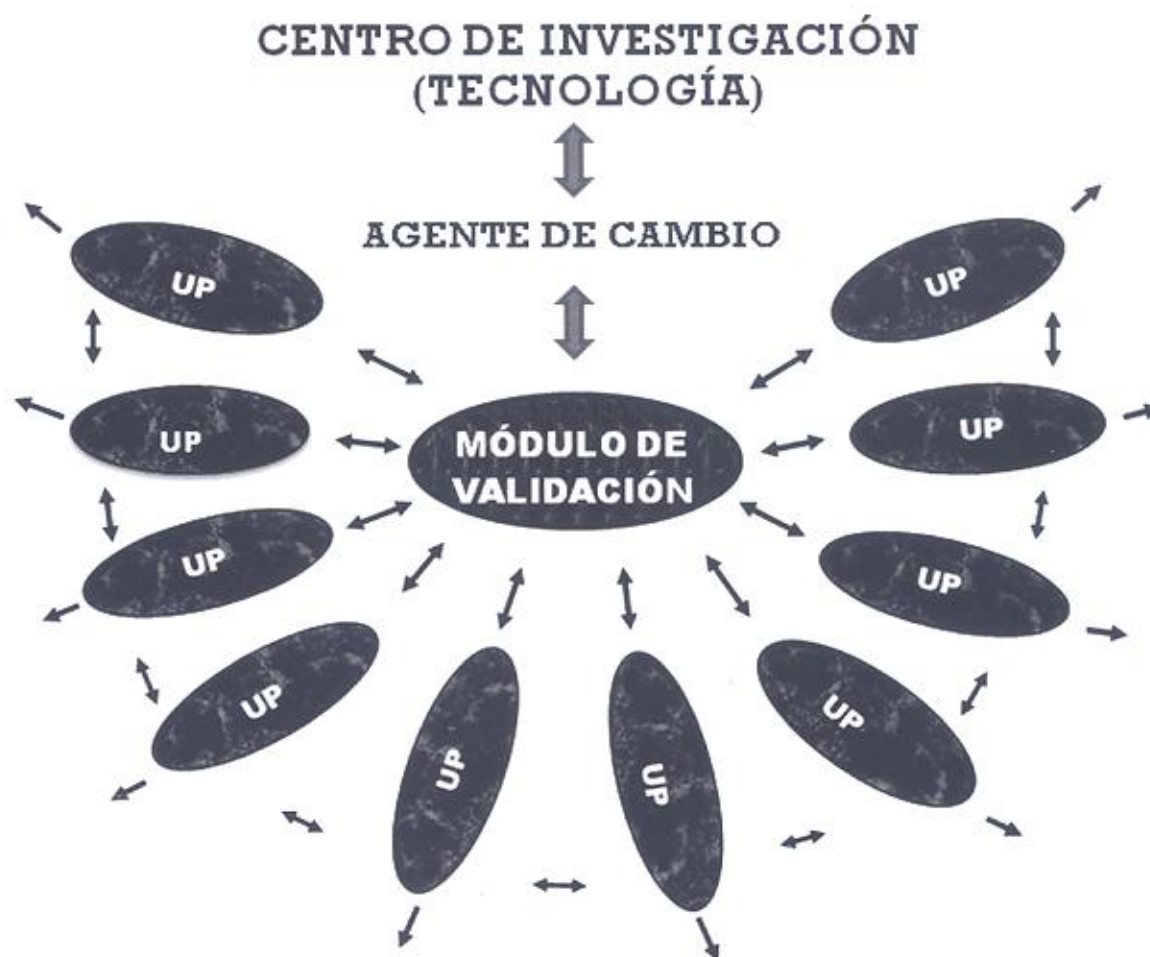 CENTRO DE INVESTIGACIÓN
(TECNOLOGÍA)
AGENTE DE CAMBIO
UP
UP
UP
UP
MÓDULO DE
VALIDACIÓN
UP
UP
UP
UP
UP
UP